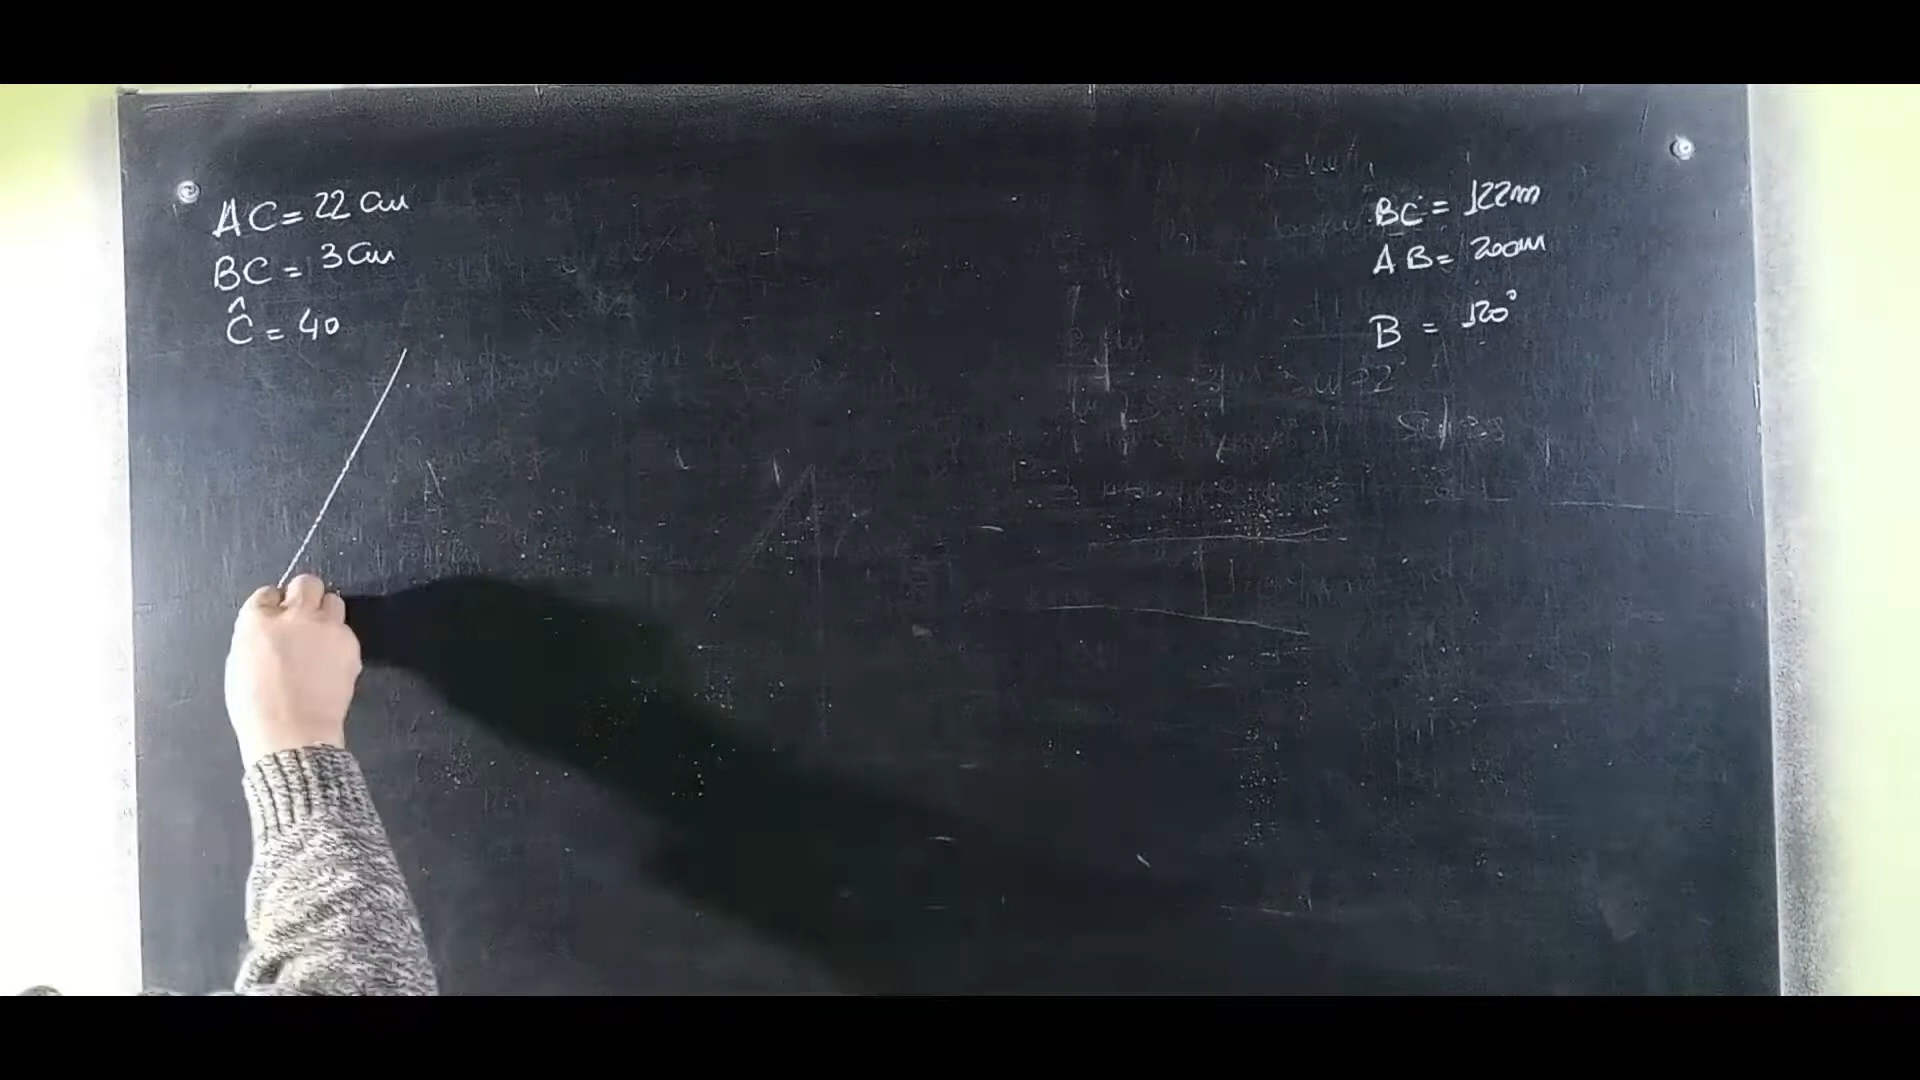 AC = 22 cm
BC = 3 cm
Ĉ = 40
BC = 122m
AB = 200m
B = 120°